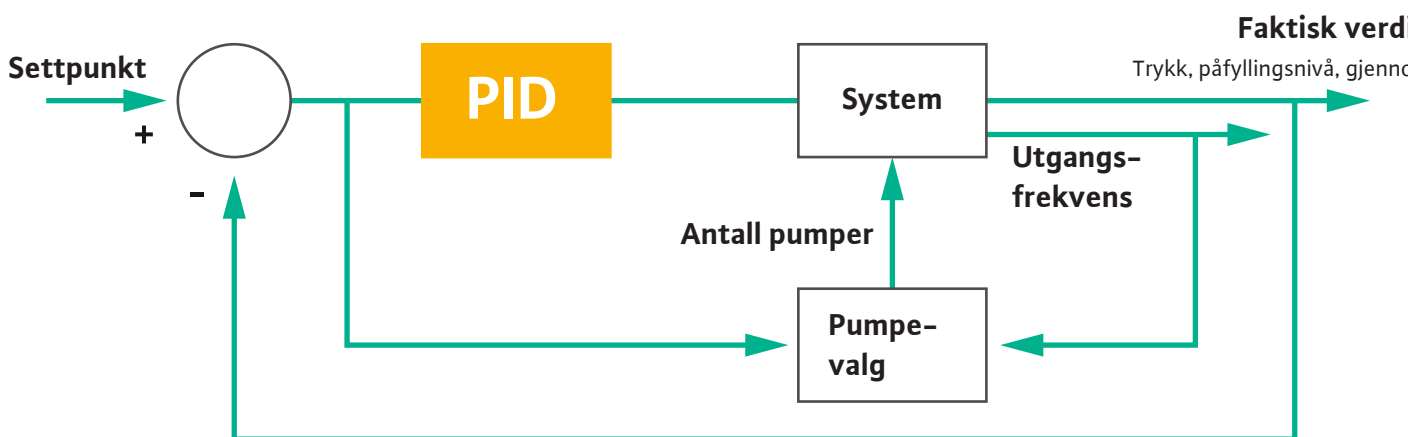 Settpunkt
+
-
PID
System
Faktisk verdi
Trykk, påfyllingsnivå,
Utgangs-
frekvens
Antall pumper
Pumpe-
valg